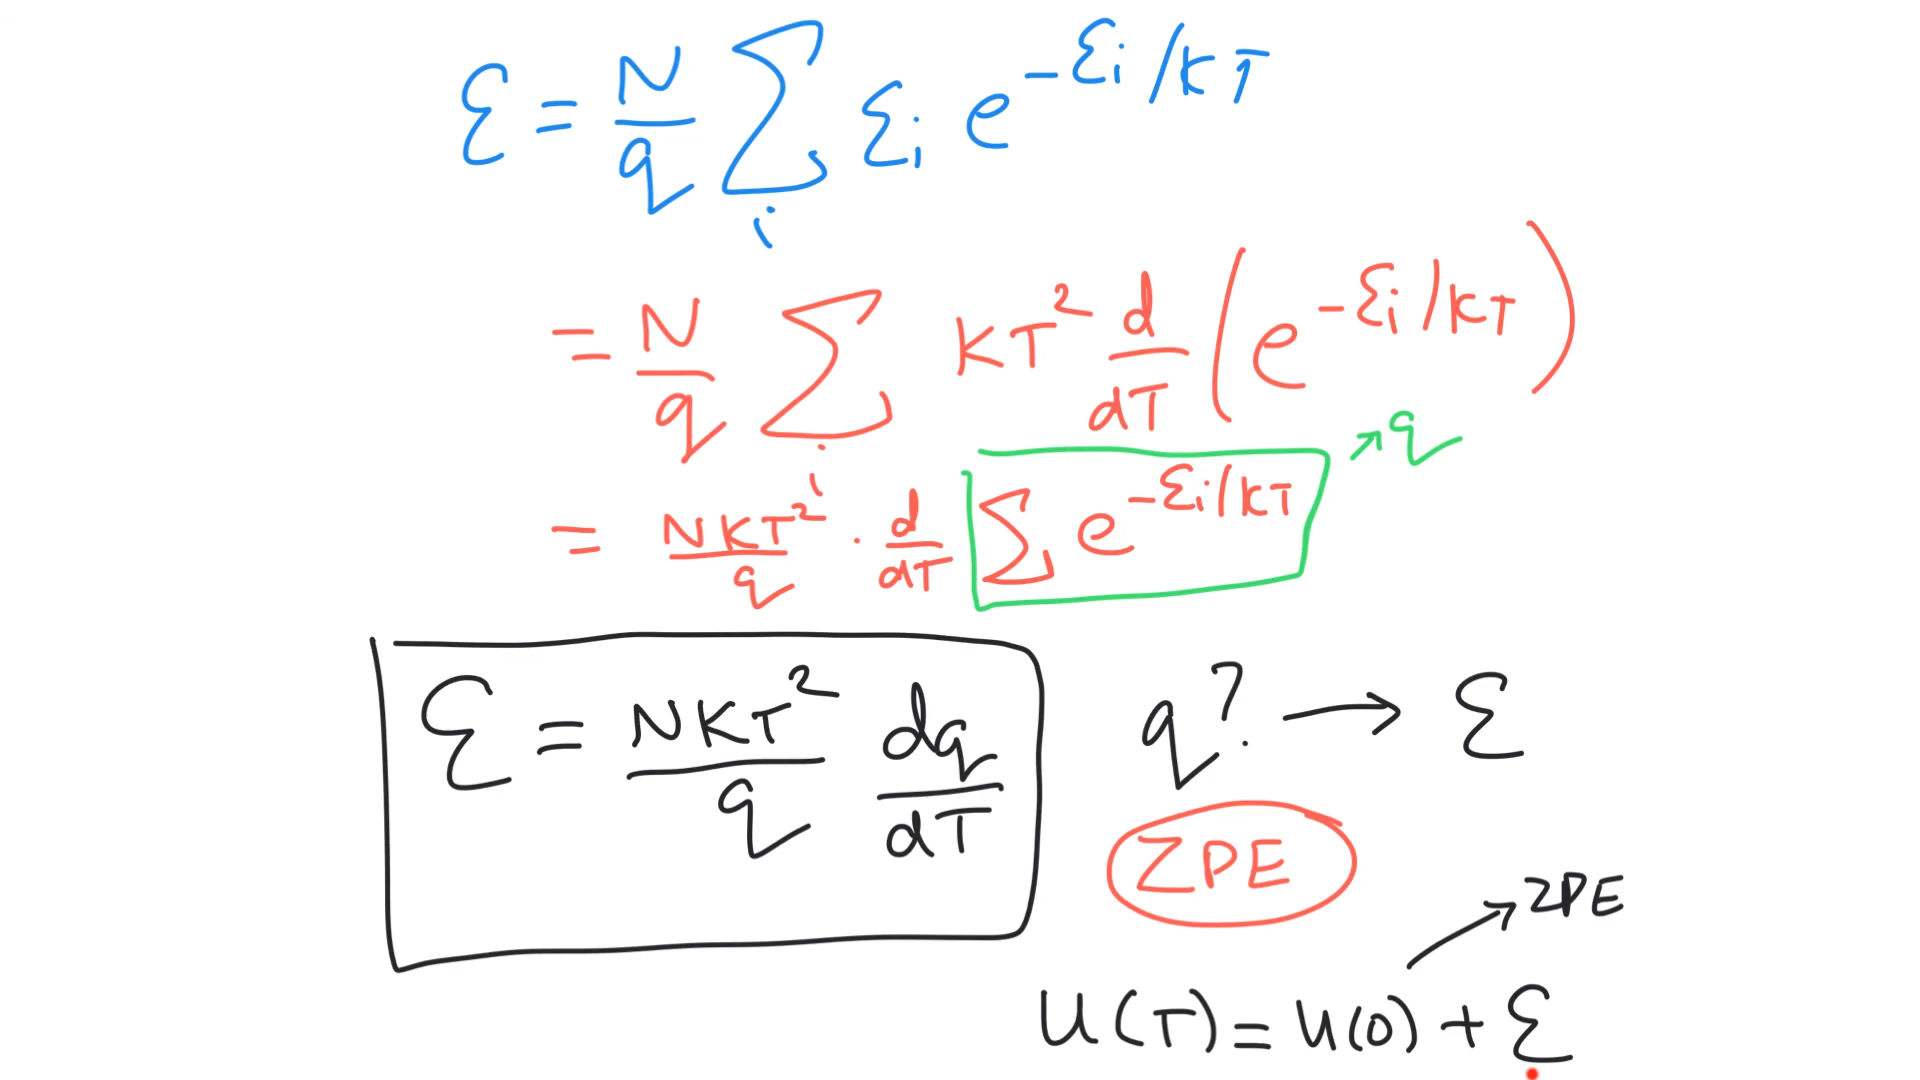 ℰ = N/q ∑ᵢ εᵢ e^(-εᵢ/KT)
= N/q ∑ᵢ KT² d/dT (e^(-εᵢ/KT))
→ q
= NKT²/q · d/dT ∑ e^(-εᵢ/KT)
ℰ = NKT²/q dq/dT
q? → ℰ
ZPE
→ ZPE
U(T) = U(0) + ℰ